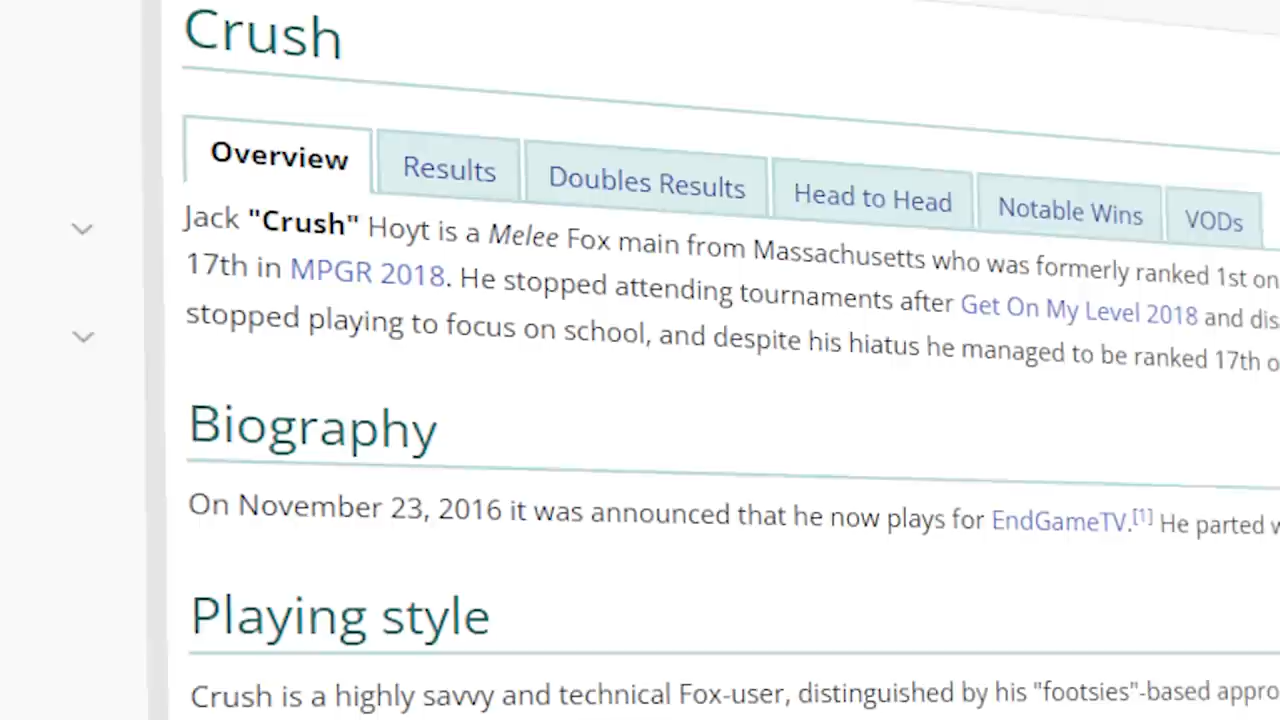 Crush
Overview Results Doubles Results Head to Head Notable Wins VODs
Jack "Crush" Hoyt is a Melee Fox main from Massachusetts who was formerly ranked 1st on
17th in MPGR 2018. He stopped attending tournaments after Get On My Level 2018 and dis
stopped playing to focus on school, and despite his hiatus he managed to be ranked 17th o
Biography
On November 23, 2016 it was announced that he now plays for EndGameTV.[1] He parted w
Playing style
Crush is a highly savvy and technical Fox-user, distinguished by his "footsies"-based appro